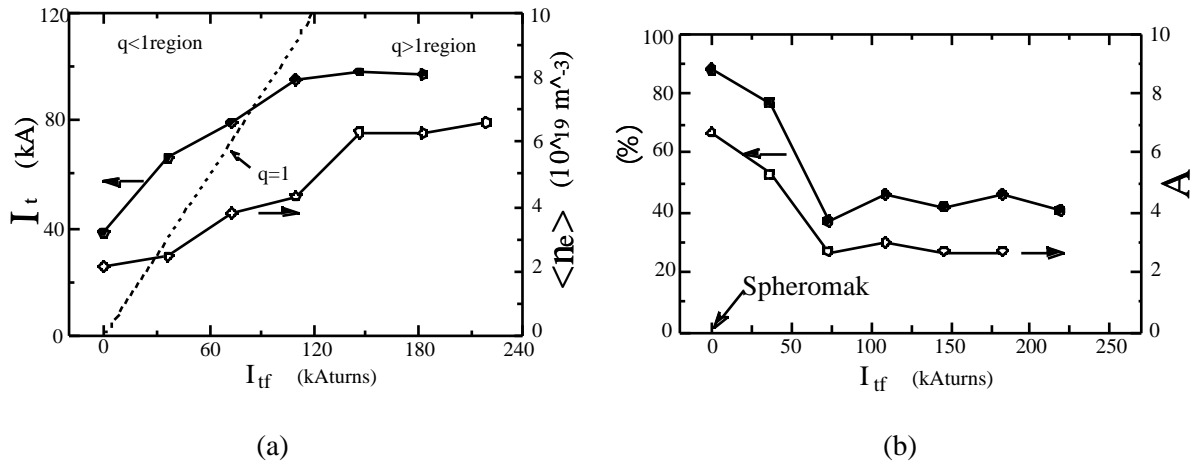 120
80
40
0
I t (kA)
q<1region
q>1region
q=1
10
8
6
4
2
0
<ne> (10^19 m^-3)
0 60 120 180 240
I tf (kAturns)
(a)
100
80
60
40
20
0
(%)
Spheromak
10
8
6
4
2
0
A
0 50 100 150 200 250
I tf (kAturns)
(b)